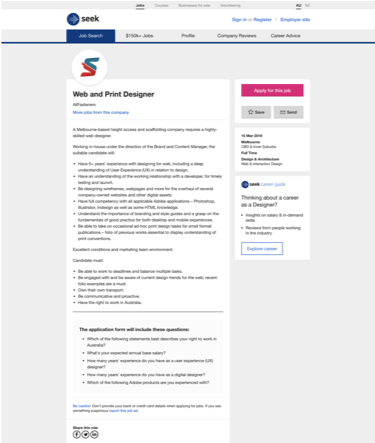 Jobs Courses Businesses for sale Volunteering AU NZ
seek
Sign in or Register Employer site
Job Search $150k+ Jobs Profile Company Reviews Career Advice
Web and Print Designer
AllFasteners
More jobs from this company
Apply for this job
Save Send
A Melbourne-based height access and scaffolding company requires a highly-
skilled web designer.
Working in-house under the direction of the Brand and Content Manager, the
suitable candidate will:
• Have 5+ years' experience with designing for web, including a deep
understanding of User Experience (UX) in relation to design.
• Have an understanding of the working relationship with a developer, for timely
testing and launch.
• Be designing wireframes, webpages and more for the overhaul of several
company-owned websites and other digital assets.
• Have full competency with all applicable Adobe applications – Photoshop,
Illustrator, Indesign as well as some HTML knowledge.
• Understand the importance of branding and style guides and a grasp on the
fundamentals of good practice for both desktop and mobile experiences.
• Be able to take on occasional ad-hoc print design tasks for small format
publications – folio of previous works essential to display understanding of
print conventions.
Excellent conditions and marketing team environment.
Candidate must:
• Be able to work to deadlines and balance multiple tasks.
• Be engaged with and be aware of current design trends for the web; recent
folio examples are a must.
• Own their own transport.
• Be communicative and proactive.
• Have the right to work in Australia.
15 Mar 2019
Melbourne
CBD & Inner Suburbs
Full Time
Design & Architecture
Web & Interaction Design
seek career guide
Thinking about a career
as a Designer?
• Insights on salary & in-demand
skills
• Reviews from people working
in the industry
Explore career
The application form will include these questions:
• Which of the following statements best describes your right to work in
Australia?
• What's your expected annual base salary?
• How many years' experience do you have as a user experience (UX)
designer?
• How many years' experience do you have as a digital designer?
• Which of the following Adobe products are you experienced with?
Be careful- Don't provide your bank or credit card details when applying for jobs. If you see
something suspicious report this job ad.
Share this role: